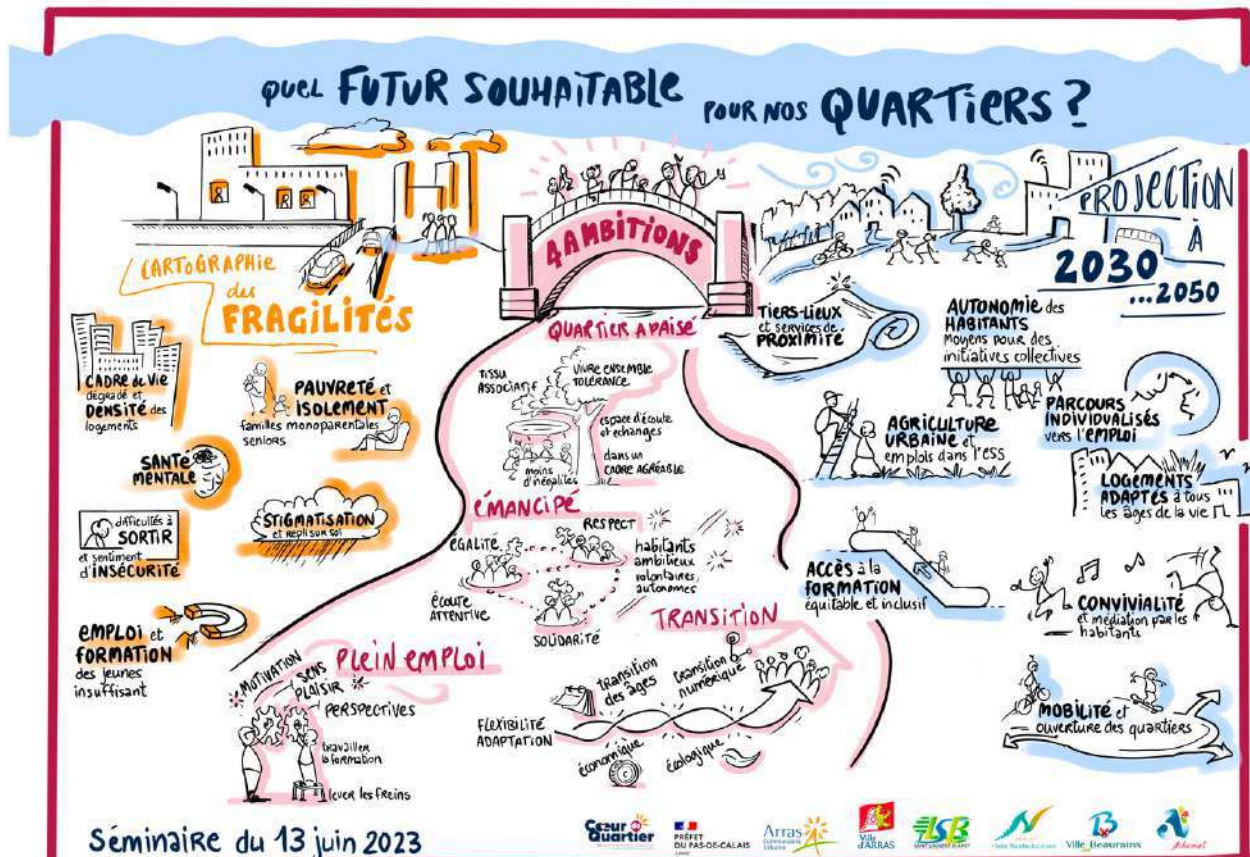 QUEL FUTUR SOUHAITABLE POUR NOS QUARTIERS ?
CARTOGRAPHIE
des
FRAGILITÉS
CADRE de VIE
dégradé et
DENSITÉ des
logements
PAUVRETÉ et
ISOLEMENT
familles monoparentales
seniors
SANTÉ
MENTALE
STIGMATISATION
et repli sur soi
difficultés à
SORTIR
et sentiment
d'INSÉCURITÉ
EMPLOI et
FORMATION
des jeunes
insuffisant
4 AMBITIONS
QUARTIER APAISÉ
TISSU
ASSOCIATIF
VIVRE ENSEMBLE
TOLÉRANCE
espace d'écoute
et échanges
dans un
CADRE AGRÉABLE
moins
d'inégalités
ÉMANCIPÉ
RESPECT
ÉGALITÉ
habitants
ambitieux
volontaires,
autonomes
ÉCOUTE
ATTENTIVE
SOLIDARITÉ
PLEIN EMPLOI
MOTIVATION
SENS
PLAISIR
PERSPECTIVES
travailler
la formation
lever les freins
TRANSITION
transition
des âges
transition
numérique
FLEXIBILITÉ
ADAPTATION
économique
écologique
PROJECTION
À
2030
...2050
TIERS-LIEUX
et services de
PROXIMITÉ
AUTONOMIE des
HABITANTS
Moyens pour des
initiatives collectives
AGRICULTURE
URBAINE et
emplois dans l'ESS
PARCOURS
INDIVIDUALISÉS
vers l'EMPLOI
LOGEMENTS
ADAPTÉS à tous
les âges de la vie
ACCÈS à la
FORMATION
équitable et inclusif
CONVIVIALITÉ
et médiation par les
habitants
MOBILITÉ et
ouverture des quartiers
Séminaire du 13 juin 2023
Cœur de
Quartier
PRÉFET
DU PAS-DE-CALAIS
Arras
Communauté
Urbaine
Ville
d'ARRAS
LSB
Ville Beaurains